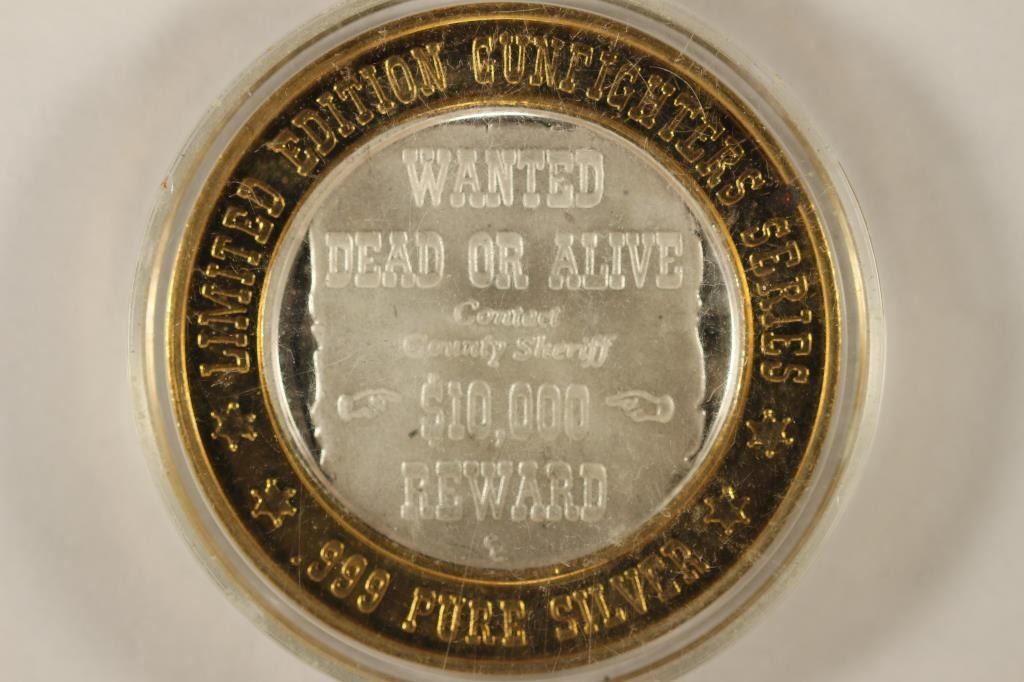 LIMITED EDITION GUNFIGHTERS SERIES
WANTED
DEAD OR ALIVE
Contact
County Sheriff
$10,000
REWARD
.999 PURE SILVER